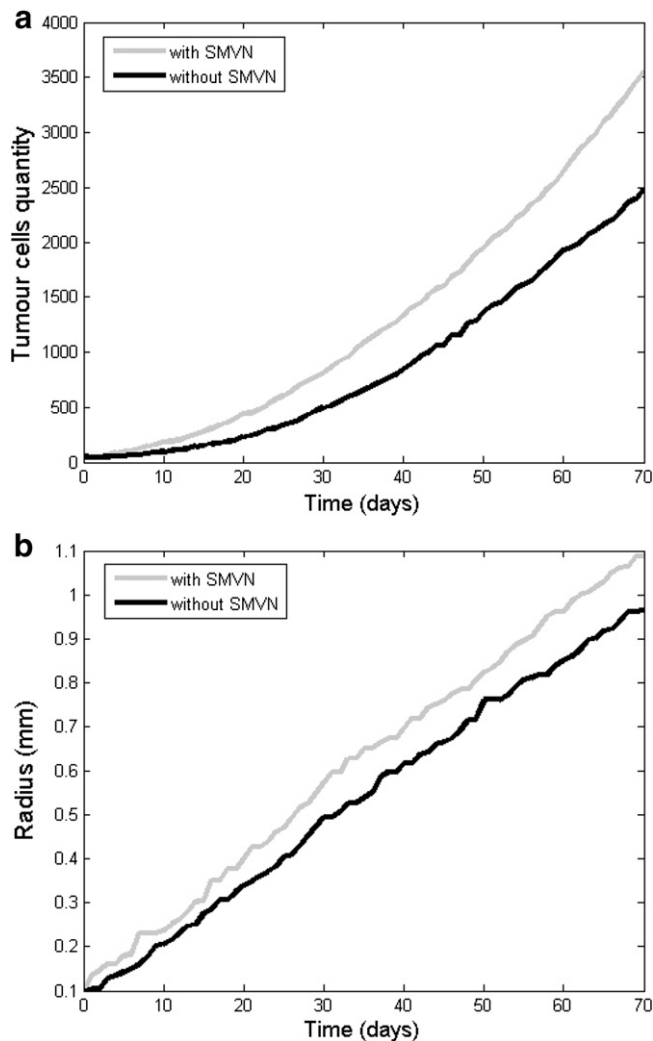 a
4000
3500
3000
2500
2000
1500
1000
500
0
Tumour cells quantity
with SMVN
without SMVN
0 10 20 30 40 50 60 70
Time (days)
b
1.1
1
0.9
0.8
0.7
0.6
0.5
0.4
0.3
0.2
0.1
Radius (mm)
with SMVN
without SMVN
0 10 20 30 40 50 60 70
Time (days)